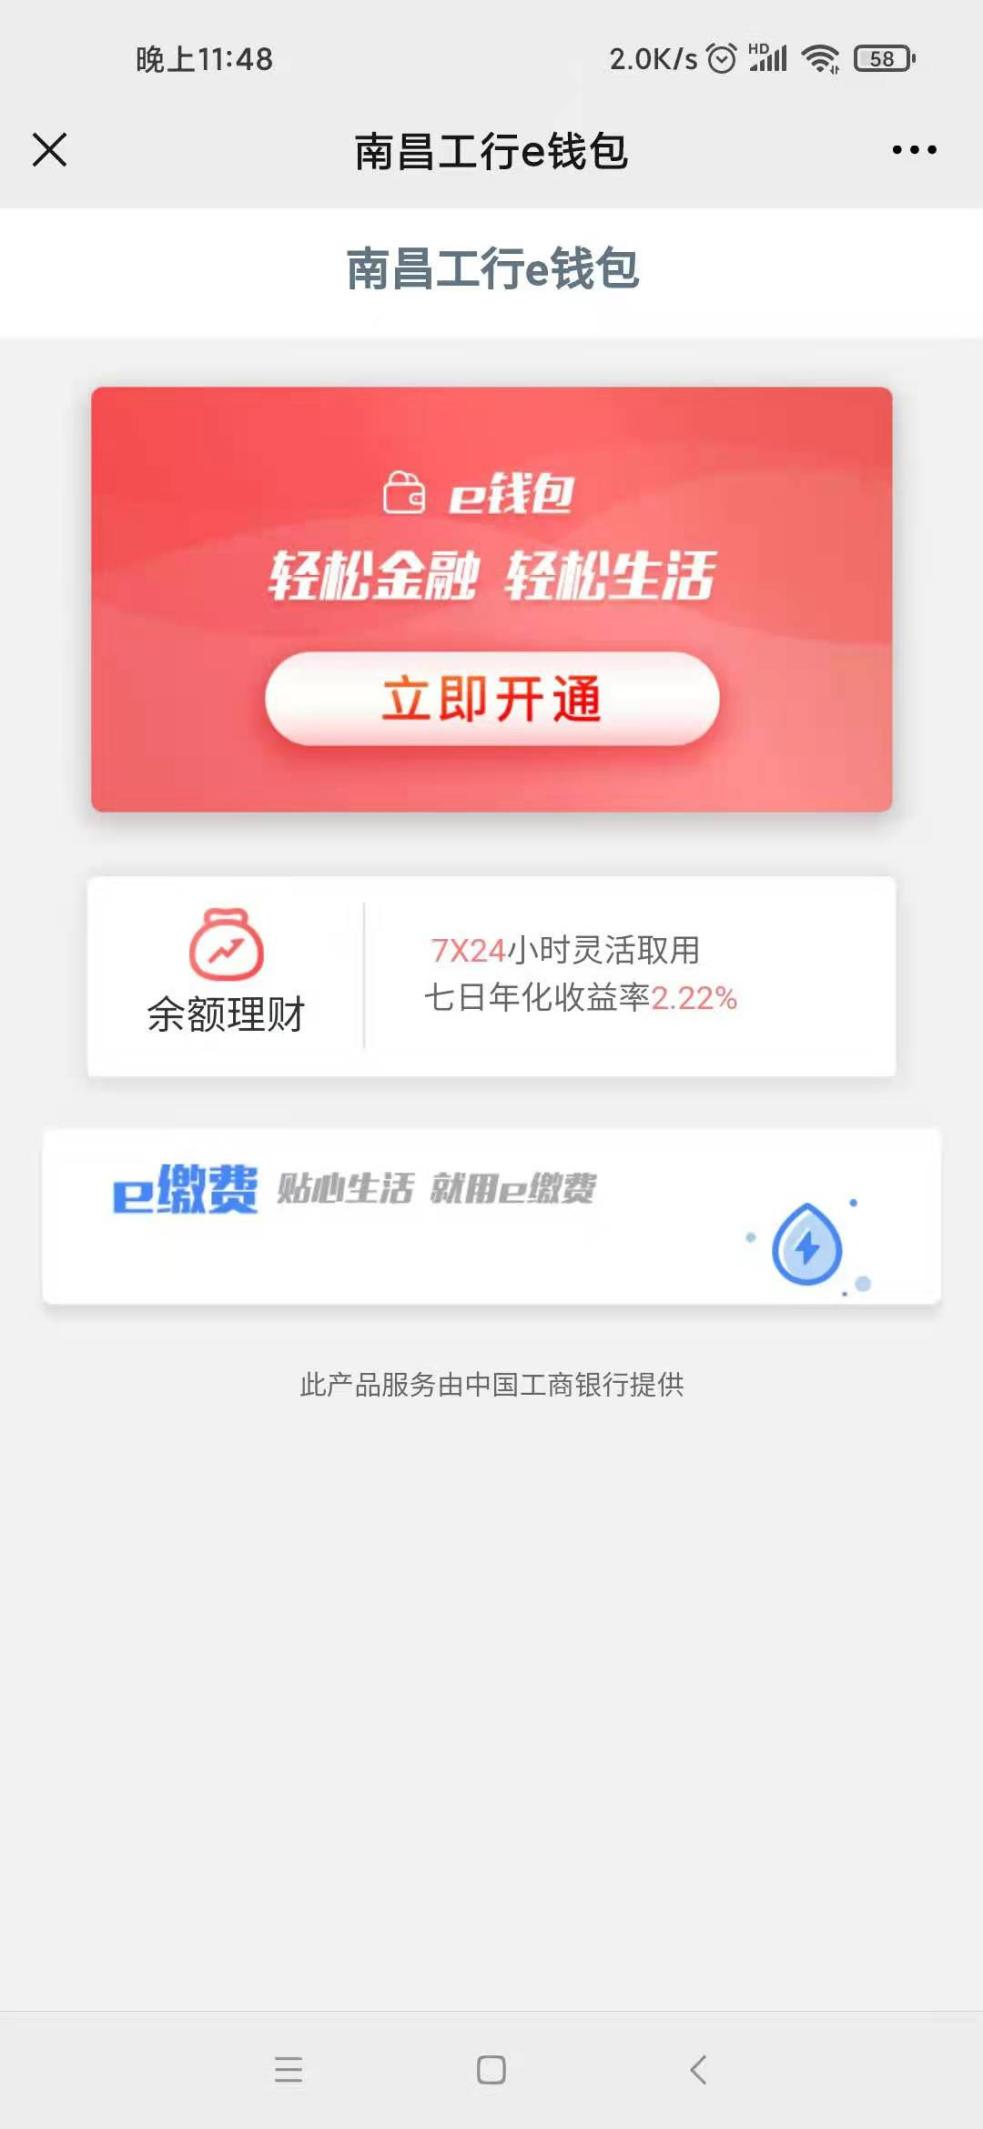 晚上11:48
2.0K/s HD 58
南昌工行e钱包
南昌工行e钱包
e钱包
轻松金融 轻松生活
立即开通
7X24小时灵活取用
七日年化收益率2.22%
余额理财
e缴费 贴心生活 就用e缴费
此产品服务由中国工商银行提供